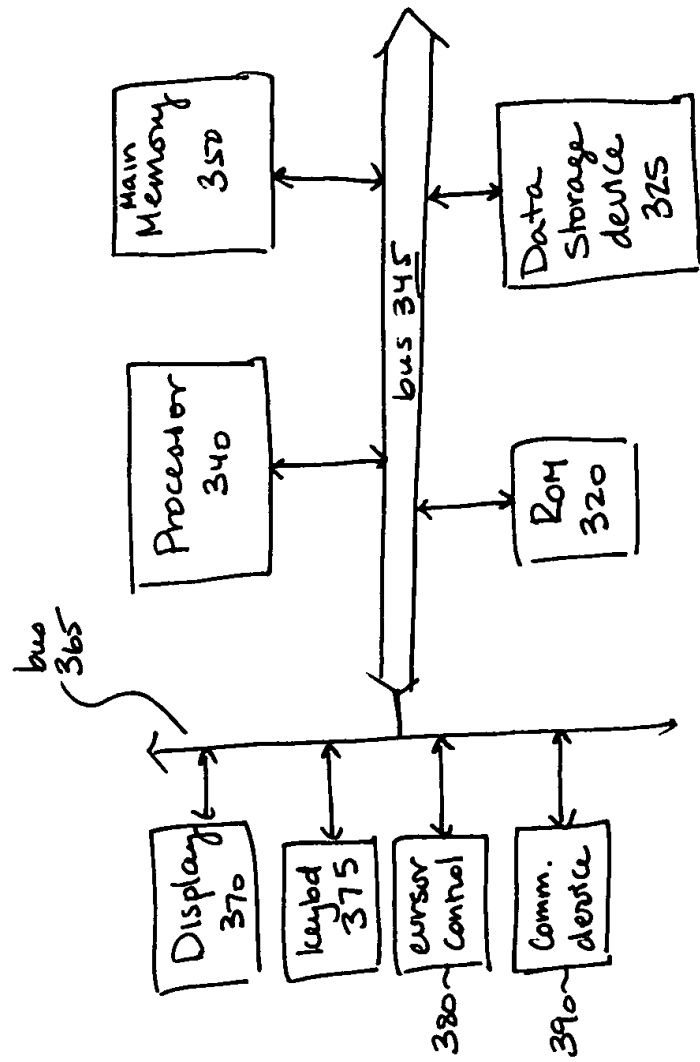 Main
Memory
350
Processor
340
bus 345
Data
Storage
device
325
ROM
320
bus
365
Display
370
Keybd
375
cursor
control
380
Comm.
device
390